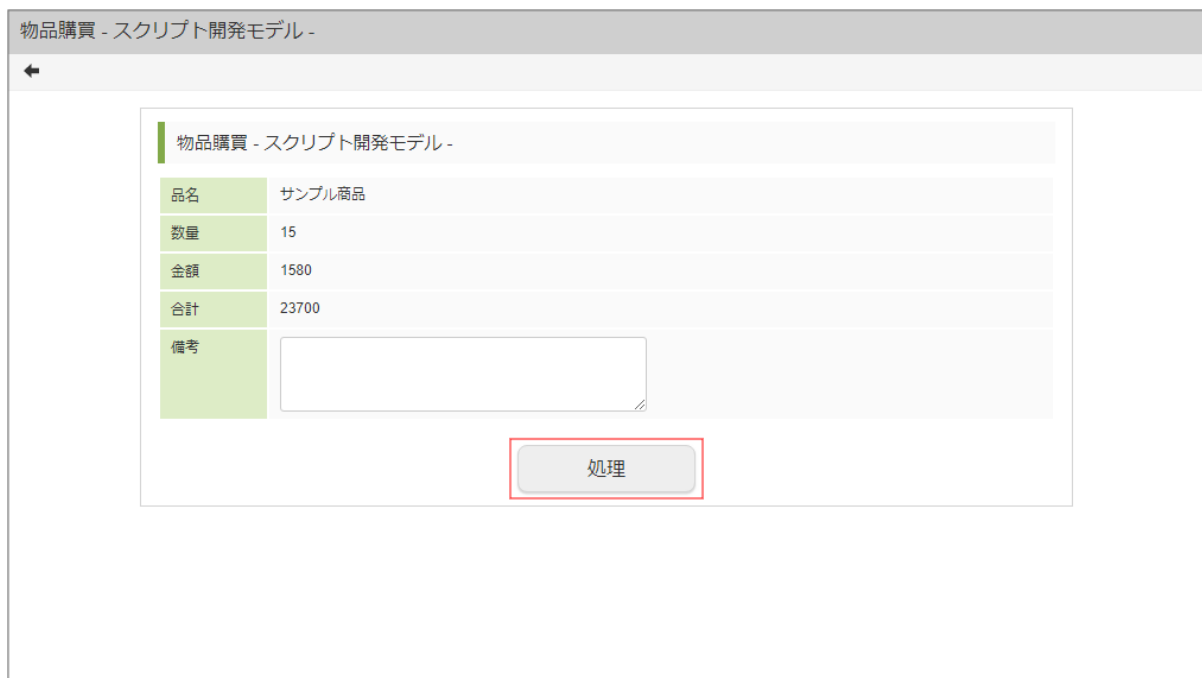 物品購買 - スクリプト開発モデル -
物品購買 - スクリプト開発モデル -
品名 サンプル商品
数量 15
金額 1580
合計 23700
備考
処理